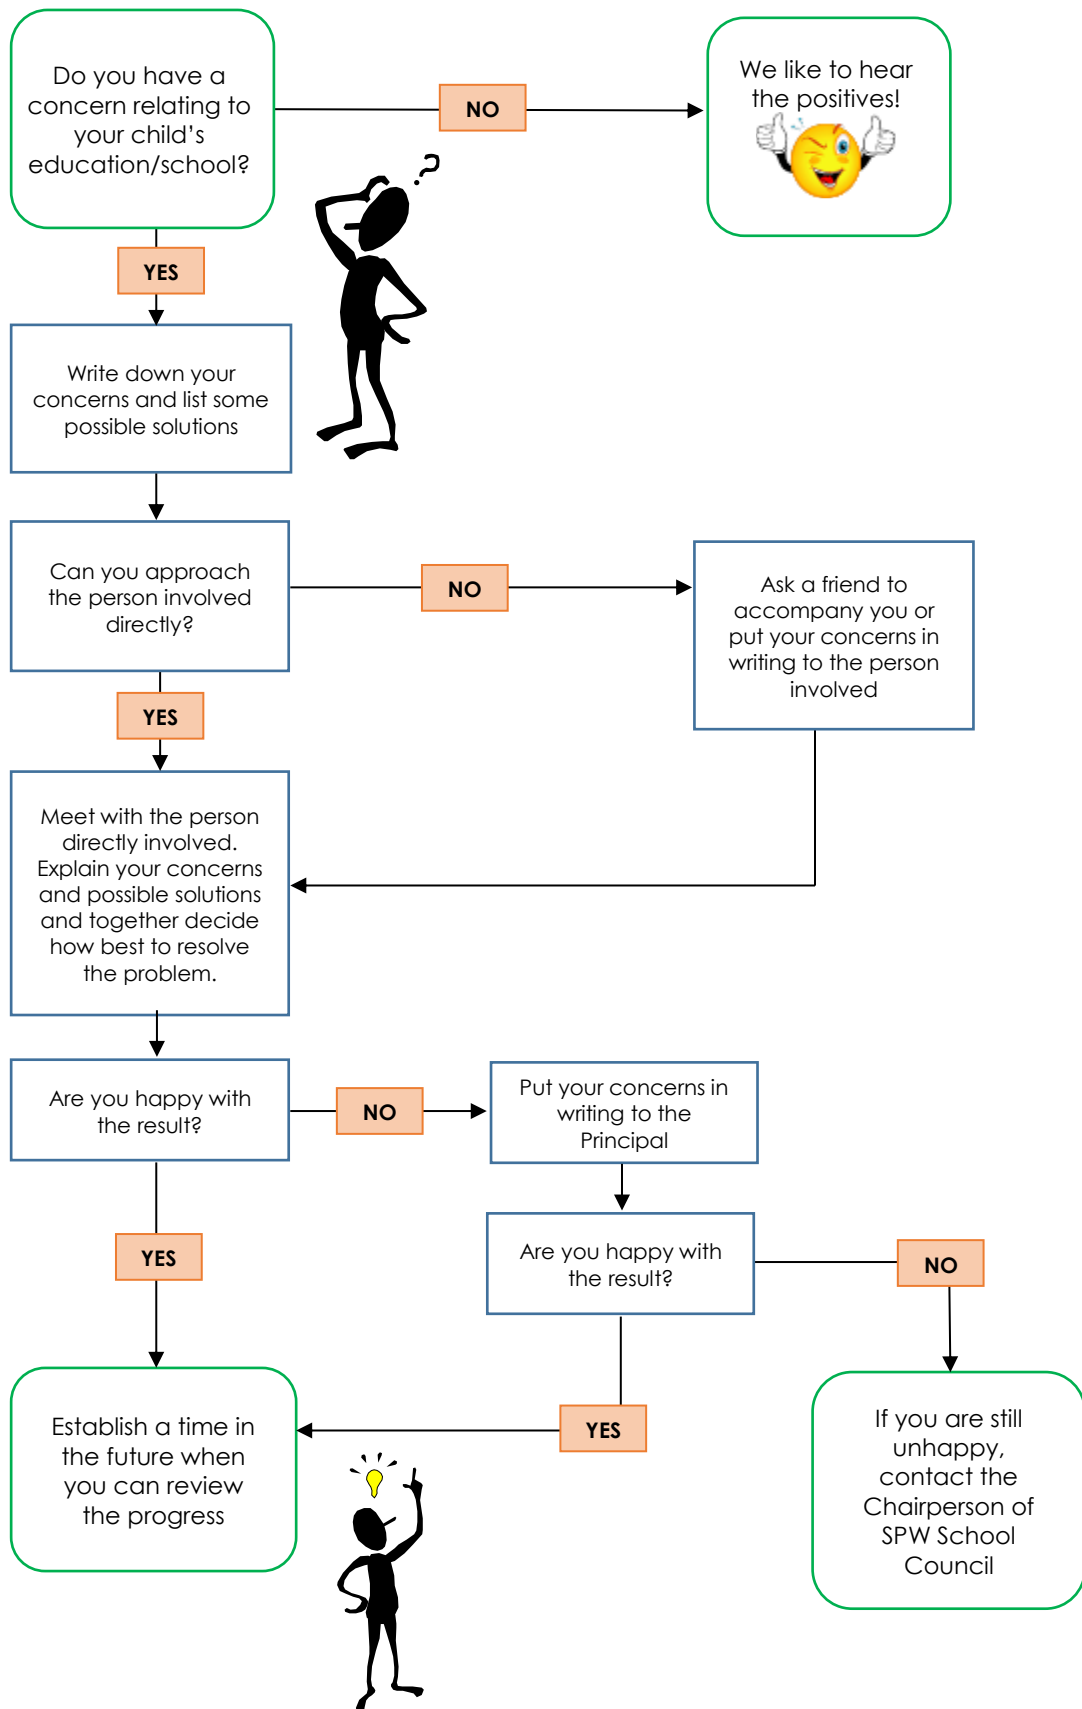 Do you have a
concern relating to
your child's
education/school?
NO
We like to hear
the positives!
?
YES
Write down your
concerns and list some
possible solutions
Can you approach
the person involved
directly?
NO
Ask a friend to
accompany you or
put your concerns in
writing to the person
involved
YES
Meet with the person
directly involved.
Explain your concerns
and possible solutions
and together decide
how best to resolve
the problem.
Are you happy with
the result?
NO
Put your concerns in
writing to the
Principal
YES
Are you happy with
the result?
NO
YES
Establish a time in
the future when
you can review
the progress
If you are still
unhappy,
contact the
Chairperson of
SPW School
Council